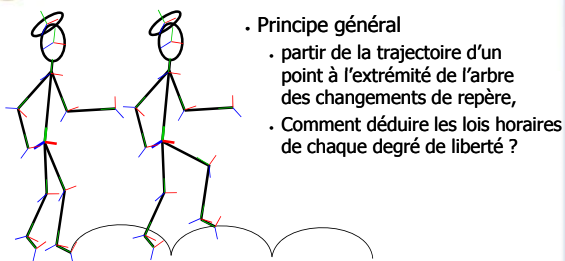 • Principe général
• partir de la trajectoire d'un
point à l'extrémité de l'arbre
des changements de repère,
• Comment déduire les lois horaires
de chaque degré de liberté ?